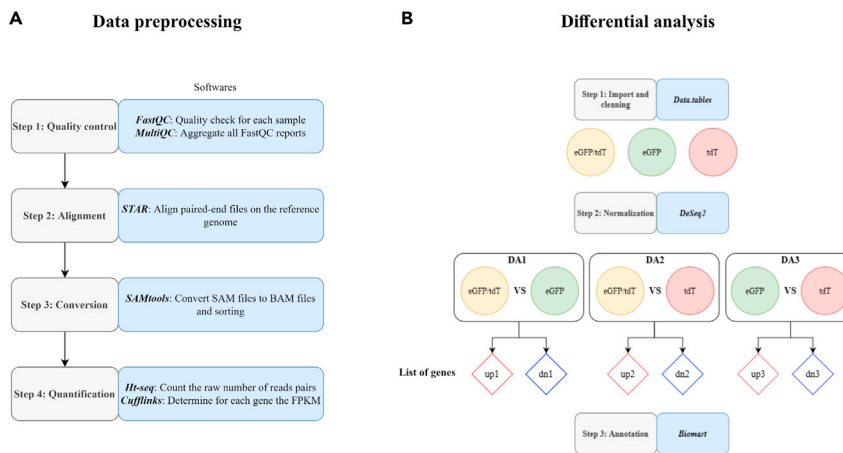 A
Data preprocessing
Softwares
Step 1: Quality control
FastQC: Quality check for each sample
MultiQC: Aggregate all FastQC reports
Step 2: Alignment
STAR: Align paired-end files on the reference
genome
Step 3: Conversion
SAMtools: Convert SAM files to BAM files
and sorting
Step 4: Quantification
Ht-seq: Count the raw number of reads pairs
Cufflinks: Determine for each gene the FPKM
B
Differential analysis
Step 1: Import and
cleaning
Data.tables
eGFP/tdT
eGFP
tdT
Step 2: Normalization
DeSeq2
DA1
eGFP/tdT VS eGFP
DA2
eGFP/tdT VS tdT
DA3
eGFP VS tdT
List of genes
up1
dn1
up2
dn2
up3
dn3
Step 3: Annotation
Biomart